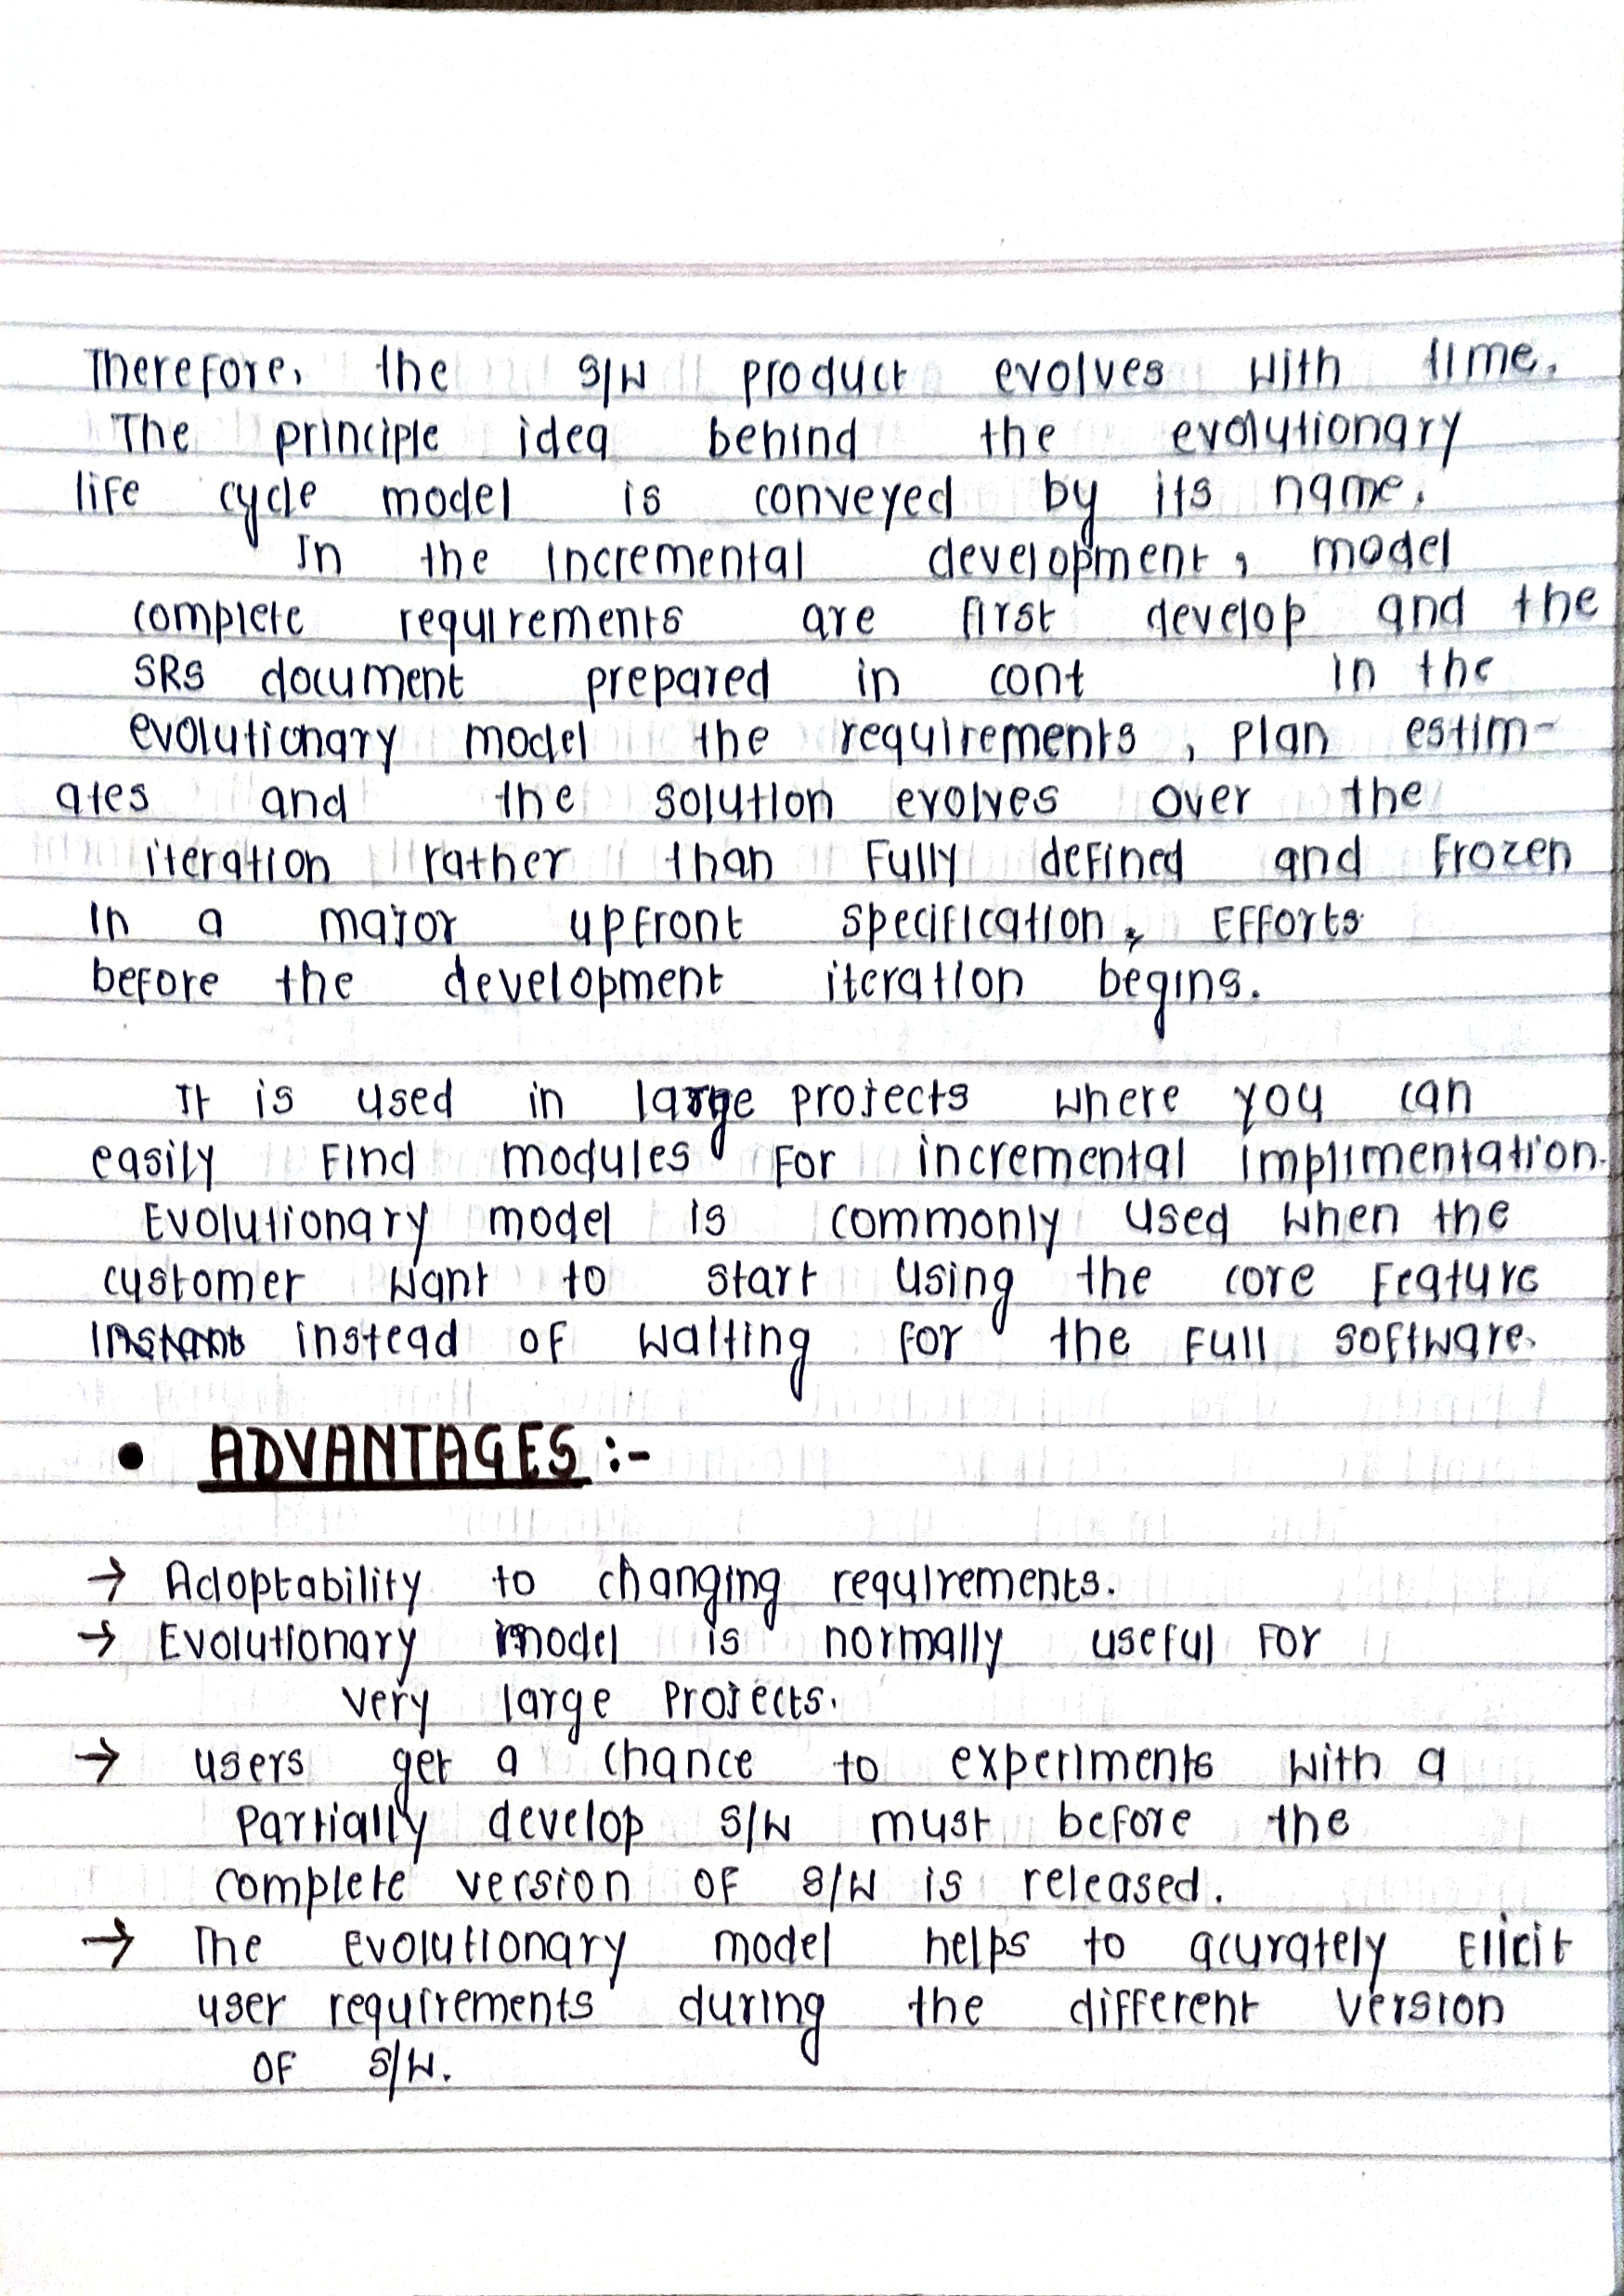 Therefore, the S/W product evolves with time.
The principle idea behind the evolutionary
life cycle model is conveyed by its name.
In the incremental development, model
complete requirements are first develop and the
SRS document prepared in cont in the
evolutionary model the requirements, plan estim-
ates and the solution evolves over the
iteration rather than fully defined and frozen
in a major upfront specification, Efforts
before the development iteration begins.
It is used in large projects where you can
easily find modules for incremental implimentation.
Evolutionary model is commonly used when the
customer want to start using the core feature
instead of waiting for the full software.
• ADVANTAGES :-
→ Adoptability to changing requirements.
→ Evolutionary model is normally useful for
very large projects.
→ users get a chance to experiments with a
partially develop S/W must before the
complete version of S/W is released.
→ The evolutionary model helps to acurately elicit
user requirements during the different version
of S/W.